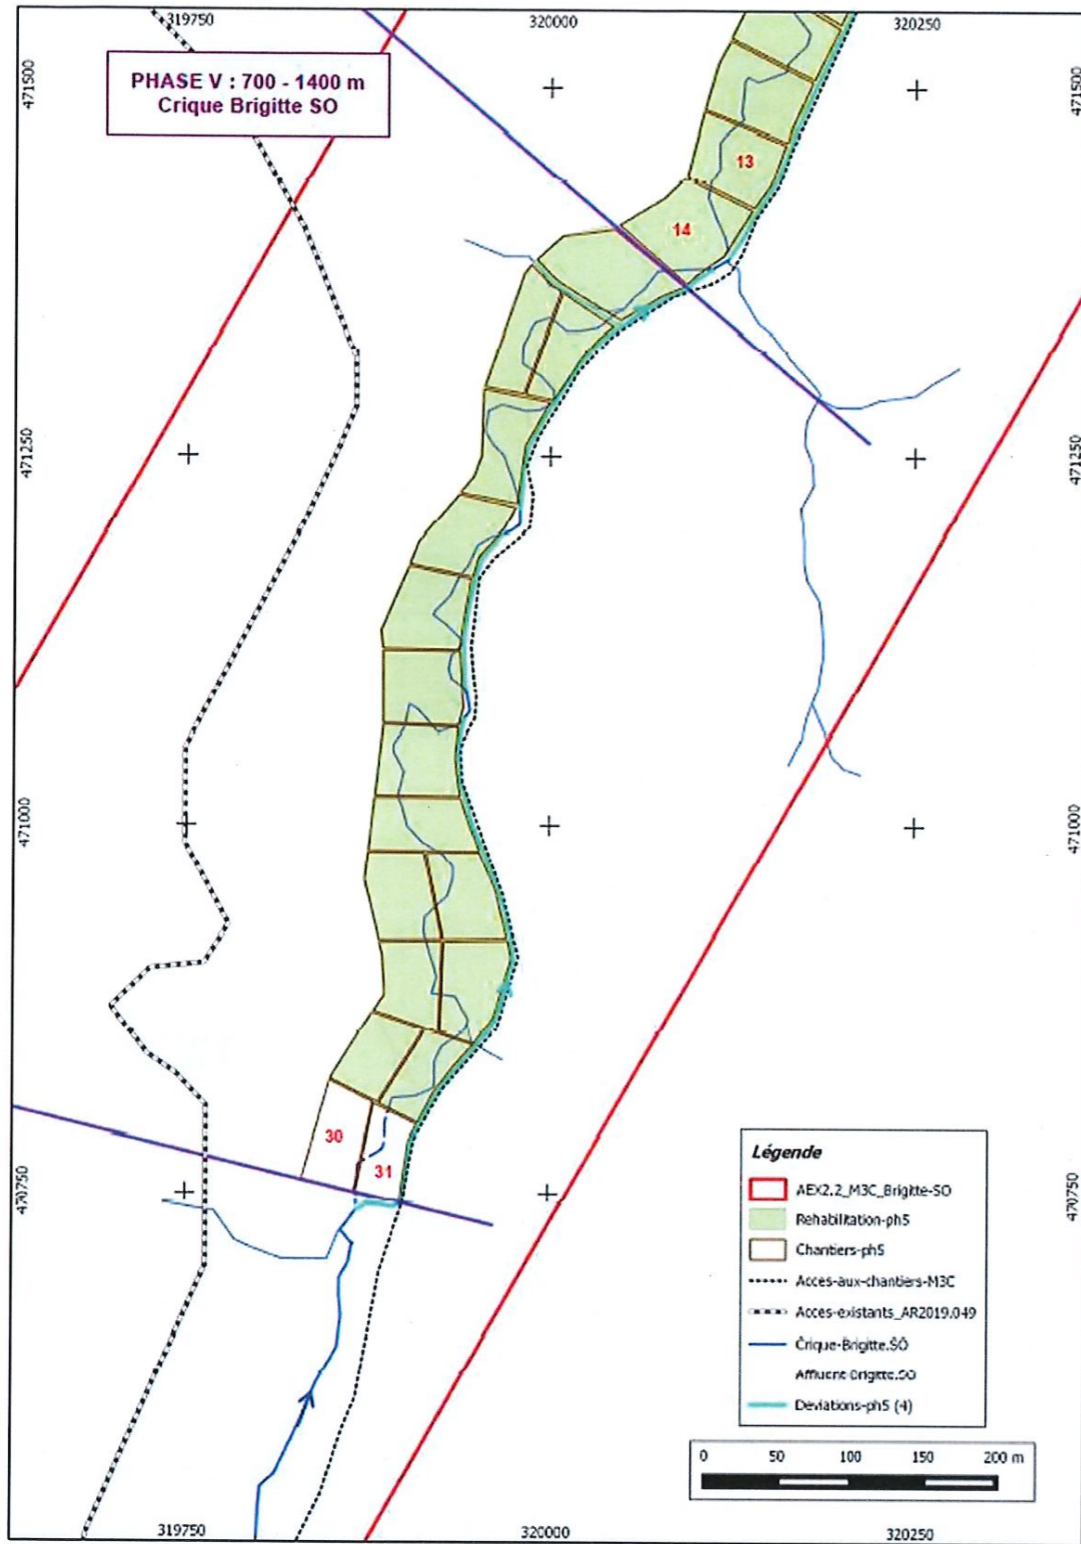 319750
320000
320250
PHASE V : 700 - 1400 m
Crique Brigitte SO
471500
471500
13
14
471250
471250
471000
471000
30
31
470750
470750
Légende
AEX2.2_M3C_Brigitte-SO
Rehabilitation-ph5
Chantiers-ph5
Acces-aux-chantiers-M3C
Acces-existants_AR2019.049
Crique-Brigitte.SO
Affluent-Brigitte.SO
Deviations-ph5 (4)
0 50 100 150 200 m
319750
320000
320250